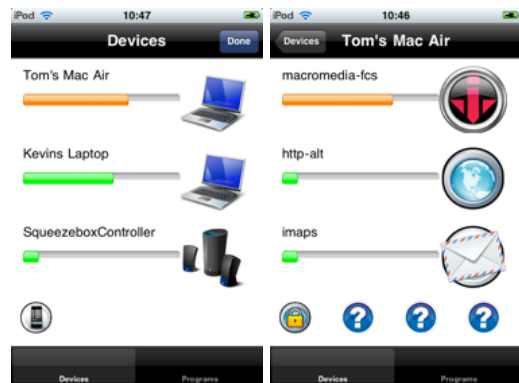 iPod 10:47
Devices Done
Tom's Mac Air
Kevins Laptop
SqueezeboxController
Devices Programs
iPod 10:46
Devices Tom's Mac Air
macromedia-fcs
http-alt
imaps
? ? ?
Devices Programs